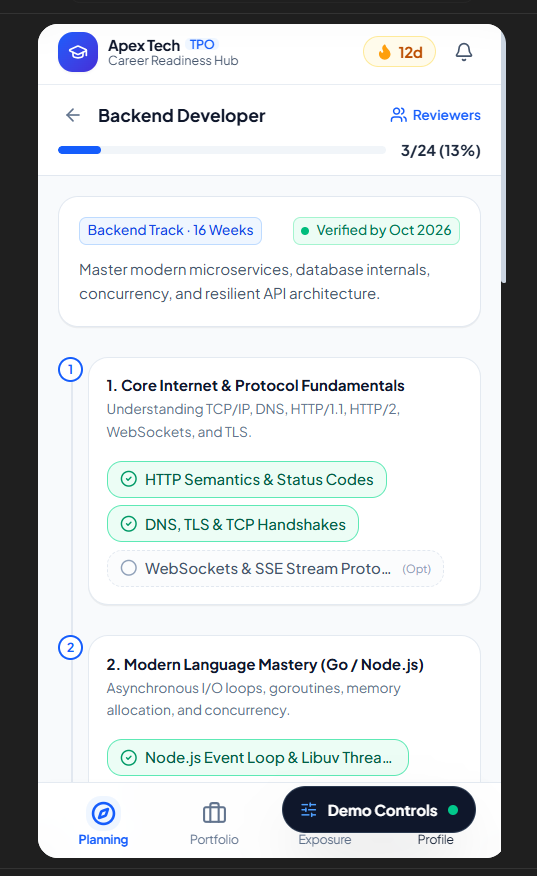 Apex Tech TPO
Career Readiness Hub
12d
Backend Developer
Reviewers
3/24 (13%)
Backend Track · 16 Weeks
Verified by Oct 2026
Master modern microservices, database internals,
concurrency, and resilient API architecture.
1
1. Core Internet & Protocol Fundamentals
Understanding TCP/IP, DNS, HTTP/1.1, HTTP/2,
WebSockets, and TLS.
HTTP Semantics & Status Codes
DNS, TLS & TCP Handshakes
WebSockets & SSE Stream Proto... (Opt)
2
2. Modern Language Mastery (Go / Node.js)
Asynchronous I/O loops, goroutines, memory
allocation, and concurrency.
Node.js Event Loop & Libuv Threa...
Demo Controls
Planning
Portfolio
Exposure
Profile